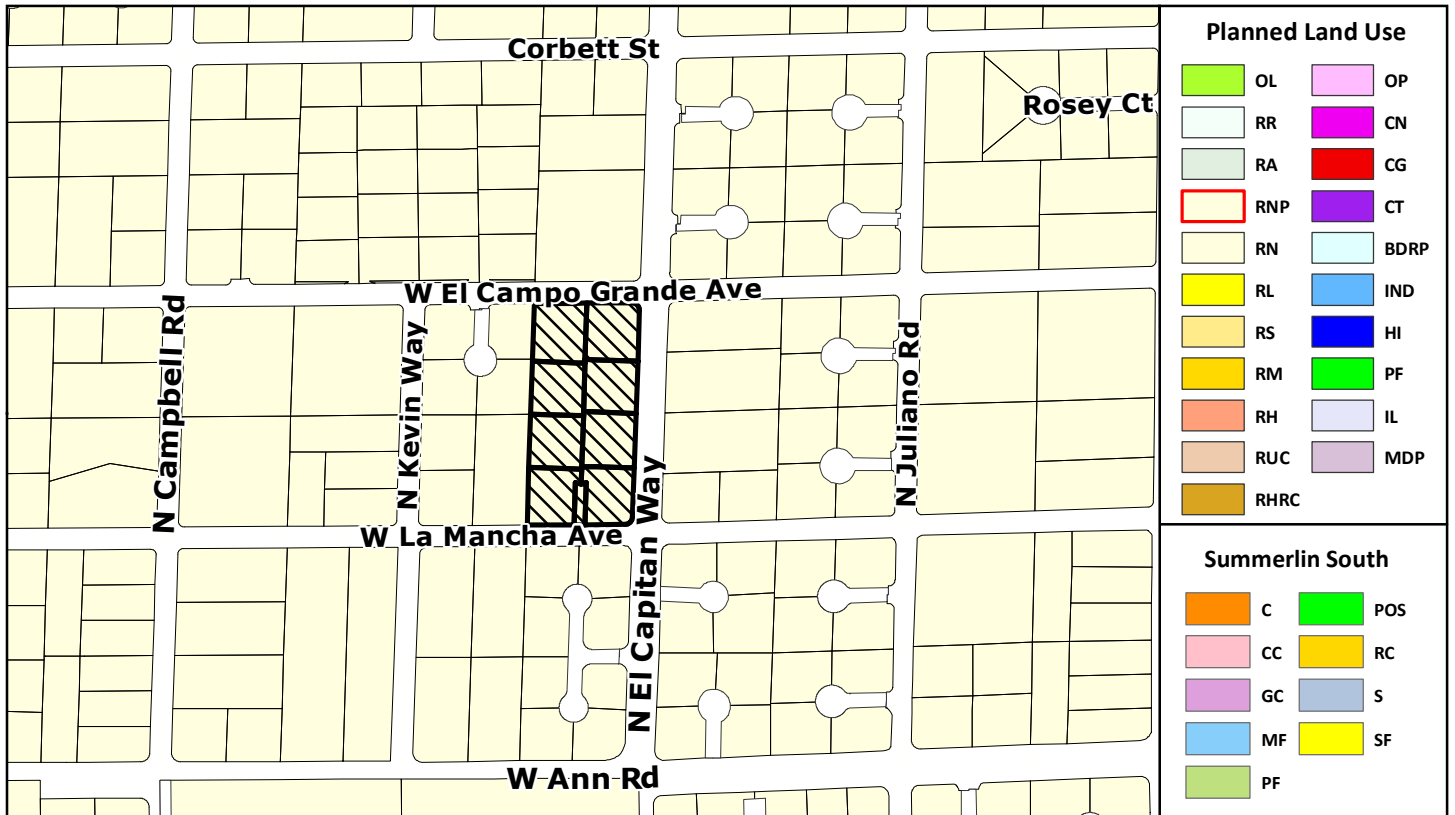 Corbett St
Rosey Ct
W El Campo Grande Ave
N Campbell Rd
N Kevin Way
N Juliano Rd
N El Capitan Way
W La Mancha Ave
W Ann Rd
Planned Land Use
OL OP
RR CN
RA CG
RNP CT
RN BDRP
RL IND
RS HI
RM PF
RH IL
RUC MDP
RHRC
Summerlin South
C POS
CC RC
GC S
MF SF
PF